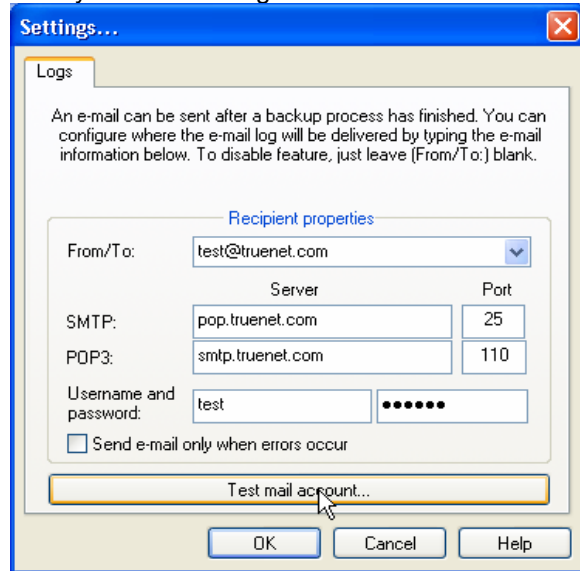 Settings...
Logs
An e-mail can be sent after a backup process has finished. You can
configure where the e-mail log will be delivered by typing the e-mail
information below. To disable feature, just leave (From/To:) blank.
Recipient properties
From/To: test@truenet.com
Server Port
SMTP: pop.truenet.com 25
POP3: smtp.truenet.com 110
Username and
password: test ●●●●●●
Send e-mail only when errors occur
Test mail account...
OK Cancel Help